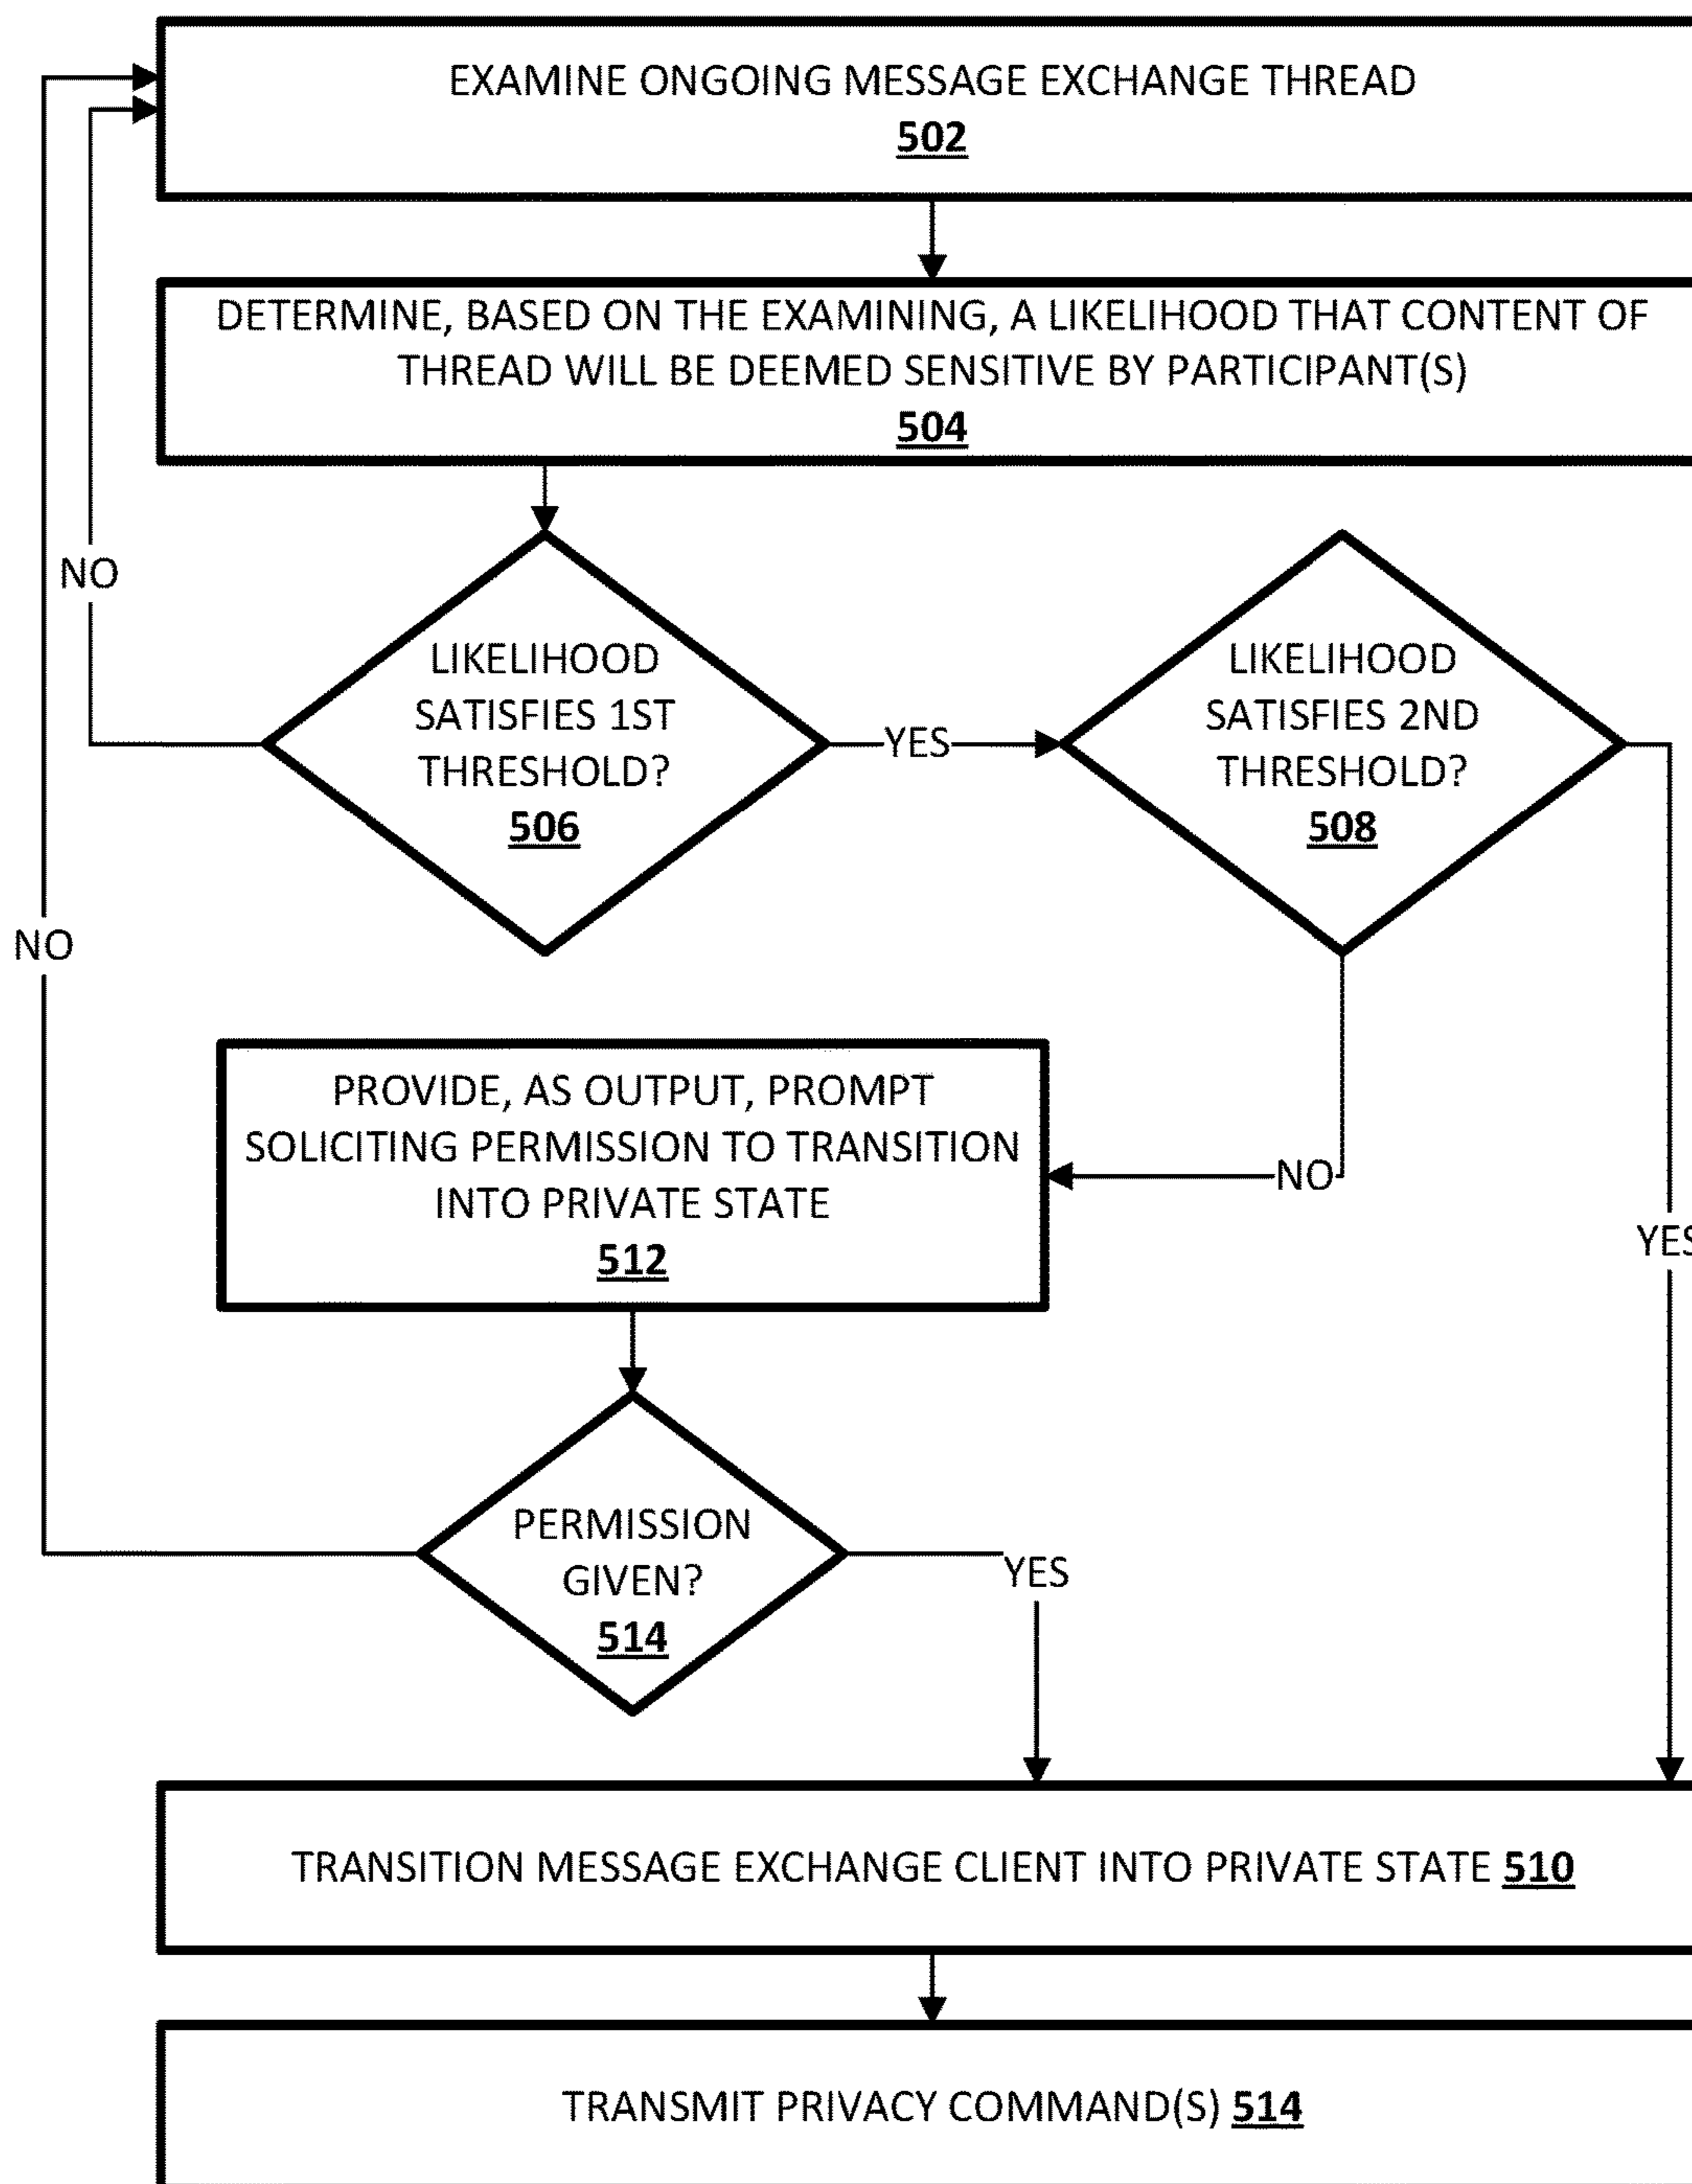 EXAMINE ONGOING MESSAGE EXCHANGE THREAD
502
DETERMINE, BASED ON THE EXAMINING, A LIKELIHOOD THAT CONTENT OF
THREAD WILL BE DEEMED SENSITIVE BY PARTICIPANT(S)
504
NO
LIKELIHOOD
SATISFIES 1ST
THRESHOLD?
506
YES
LIKELIHOOD
SATISFIES 2ND
THRESHOLD?
508
NO
PROVIDE, AS OUTPUT, PROMPT
SOLICITING PERMISSION TO TRANSITION
INTO PRIVATE STATE
512
NO
YES
PERMISSION
GIVEN?
514
YES
TRANSITION MESSAGE EXCHANGE CLIENT INTO PRIVATE STATE 510
TRANSMIT PRIVACY COMMAND(S) 514